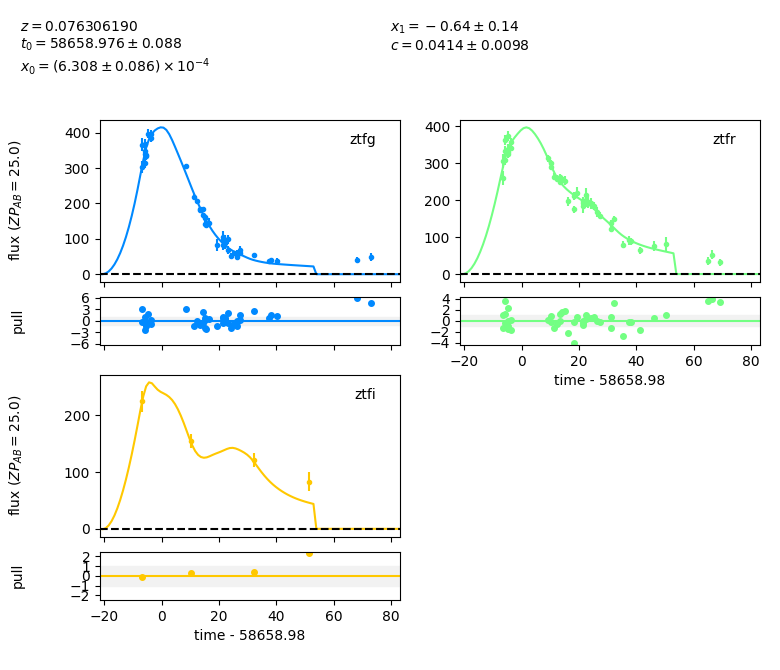 z = 0.076306190
t₀ = 58658.976 ± 0.088
x₀ = (6.308 ± 0.086) × 10⁻⁴
x₁ = −0.64 ± 0.14
c = 0.0414 ± 0.0098
flux (ZP_AB = 25.0)
400
300
200
100
0
ztfg
400
300
200
100
0
ztfr
pull
6
3
0
−3
−6
4
3
2
1
0
−1
−2
−3
−4
−20 0 20 40 60 80
time - 58658.98
flux (ZP_AB = 25.0)
200
100
0
ztfi
pull
2
1
0
−1
−2
−20 0 20 40 60 80
time - 58658.98